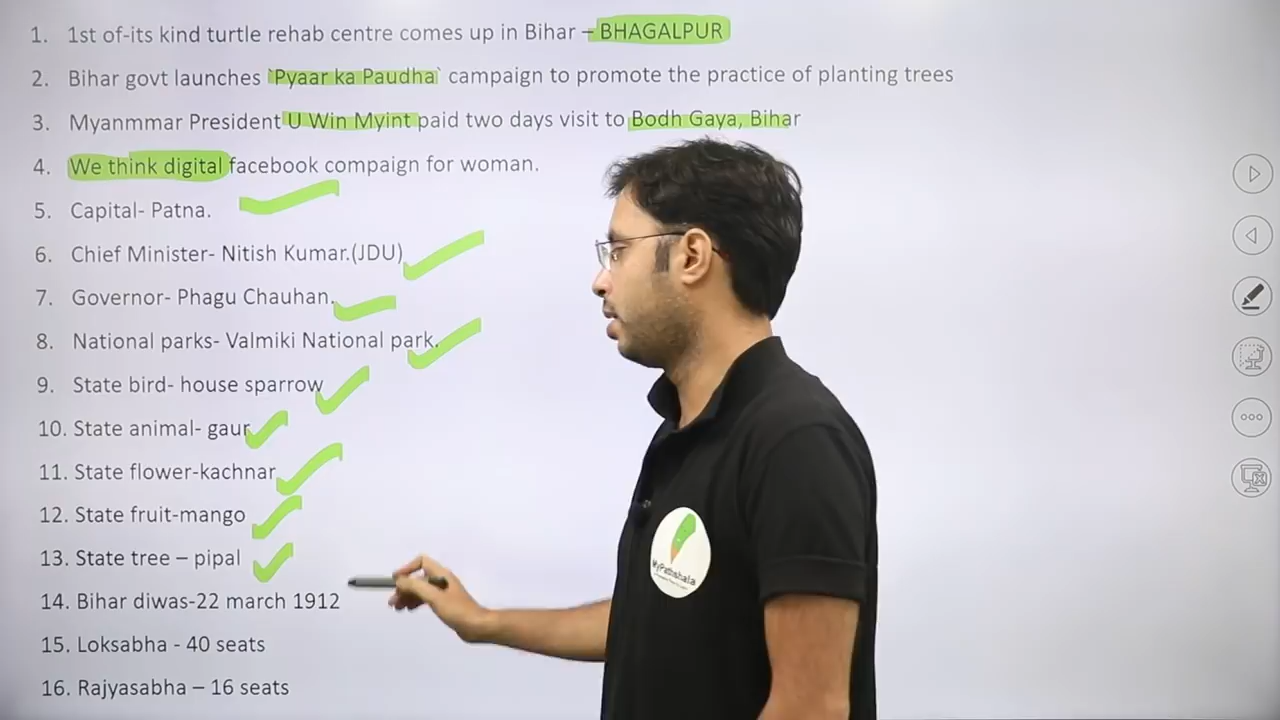 1. 1st of-its kind turtle rehab centre comes up in Bihar – BHAGALPUR
2. Bihar govt launches `Pyaar ka Paudha` campaign to promote the practice of planting trees
3. Myanmmar President U Win Myint paid two days visit to Bodh Gaya, Bihar
4. We think digital facebook compaign for woman.
5. Capital- Patna.
6. Chief Minister- Nitish Kumar.(JDU)
7. Governor- Phagu Chauhan.
8. National parks- Valmiki National park.
9. State bird- house sparrow
10. State animal- gaur
11. State flower-kachnar
12. State fruit-mango
13. State tree – pipal
14. Bihar diwas-22 march 1912
15. Loksabha - 40 seats
16. Rajyasabha – 16 seats
MyPathshala